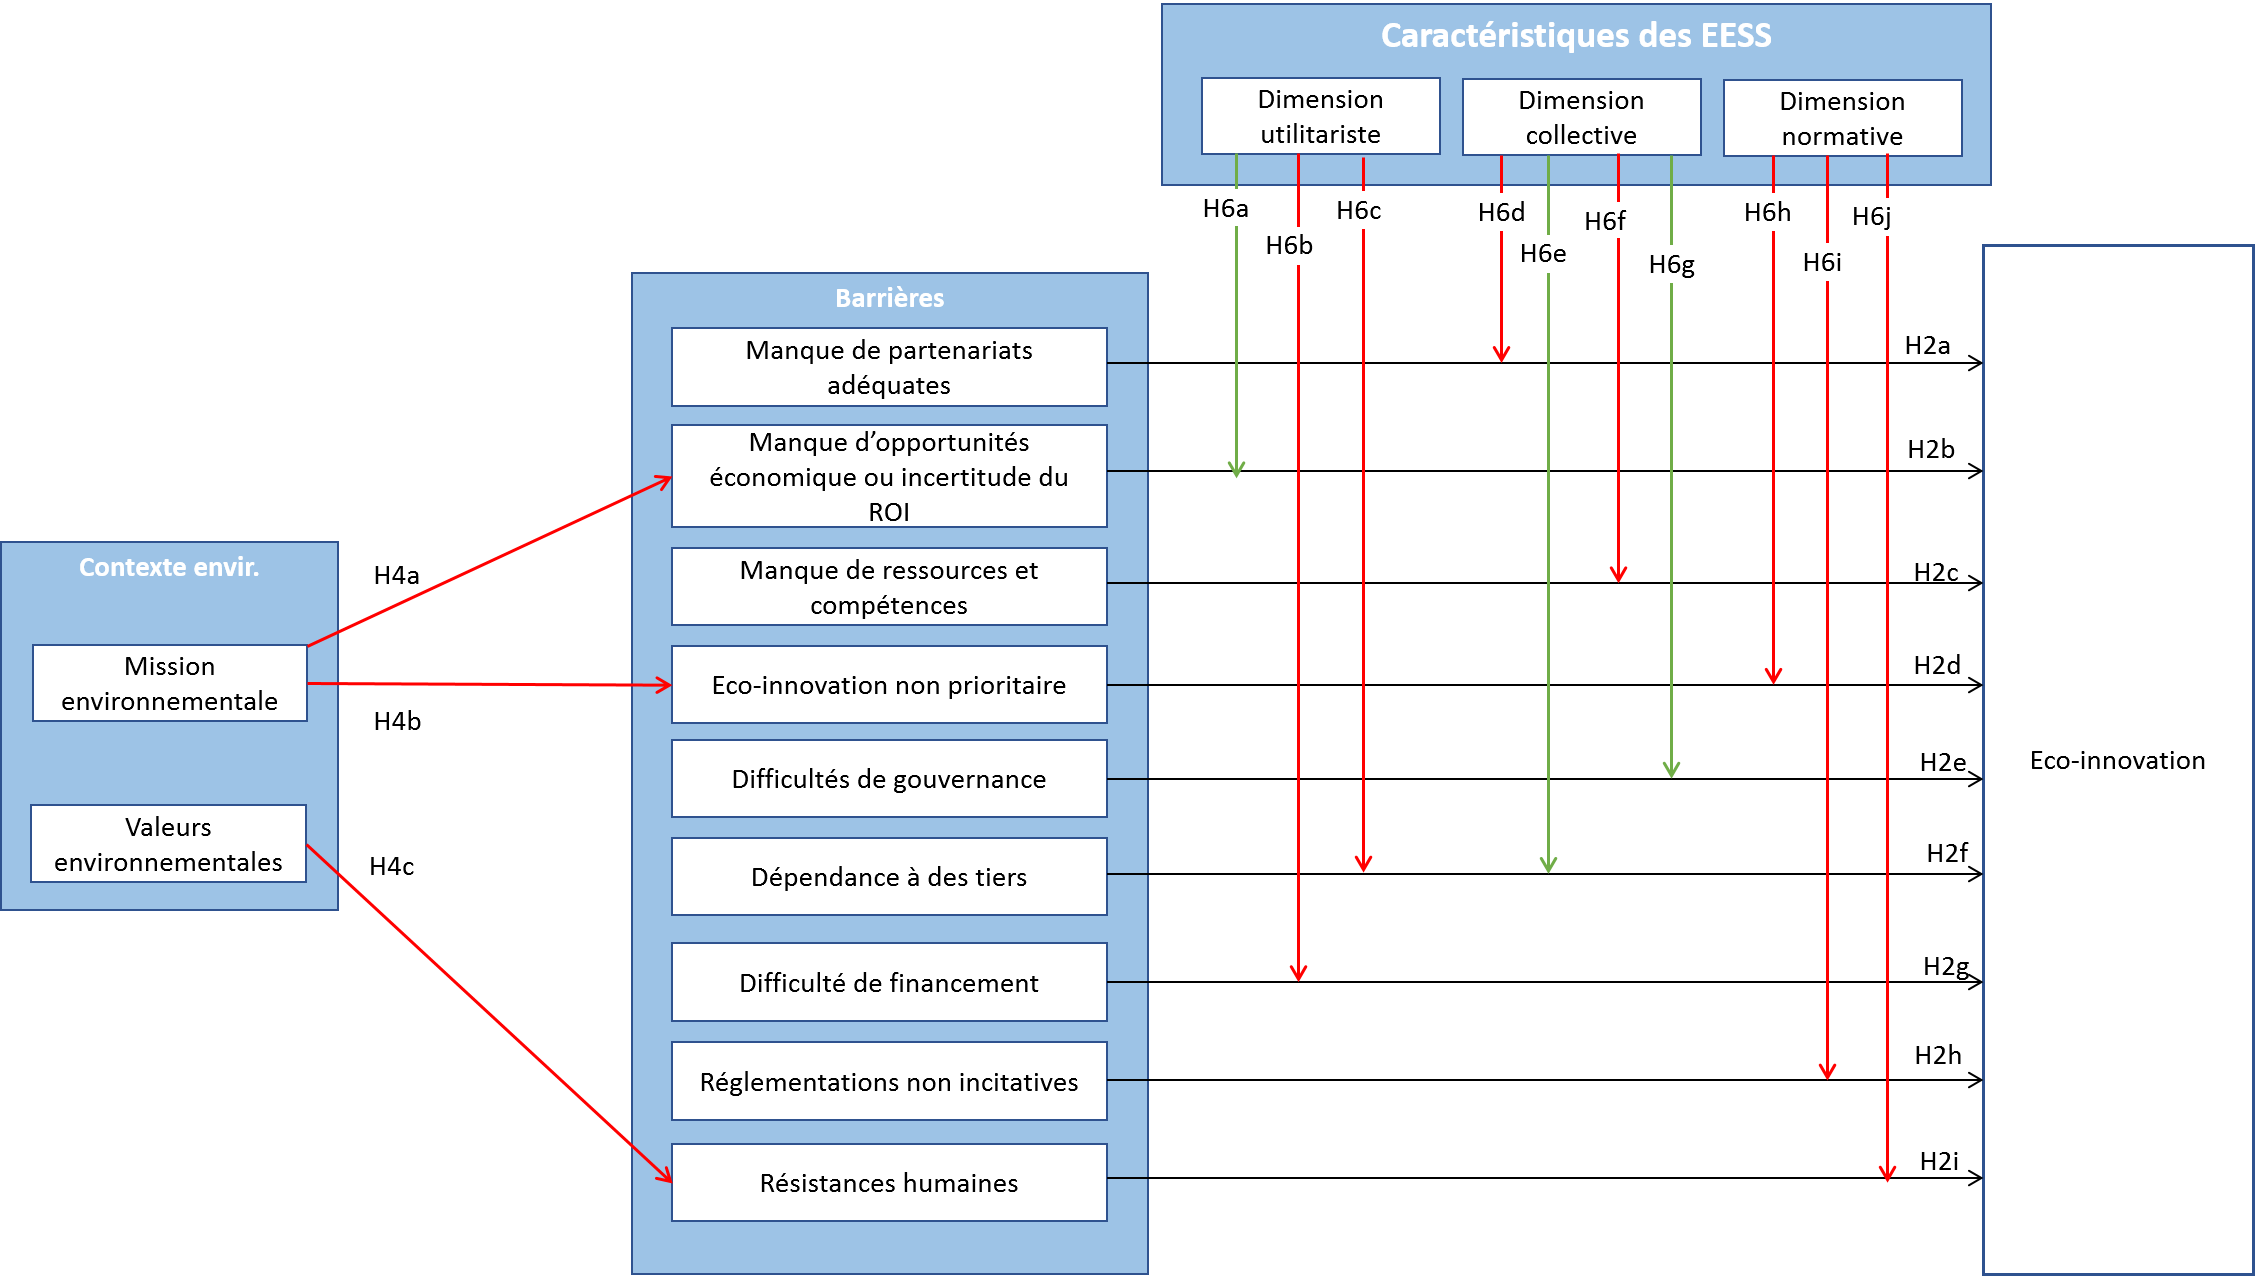 Caractéristiques des EESS
Dimension
utilitariste
Dimension
collective
Dimension
normative
H6a
H6b
H6c
H6d
H6e
H6f
H6g
H6h
H6i
H6j
Barrières
Manque de partenariats
adéquates
Manque d’opportunités
économique ou incertitude du
ROI
Manque de ressources et
compétences
Eco-innovation non prioritaire
Difficultés de gouvernance
Dépendance à des tiers
Difficulté de financement
Réglementations non incitatives
Résistances humaines
Contexte envir.
Mission
environnementale
Valeurs
environnementales
H4a
H4b
H4c
H2a
H2b
H2c
H2d
H2e
H2f
H2g
H2h
H2i
Eco-innovation